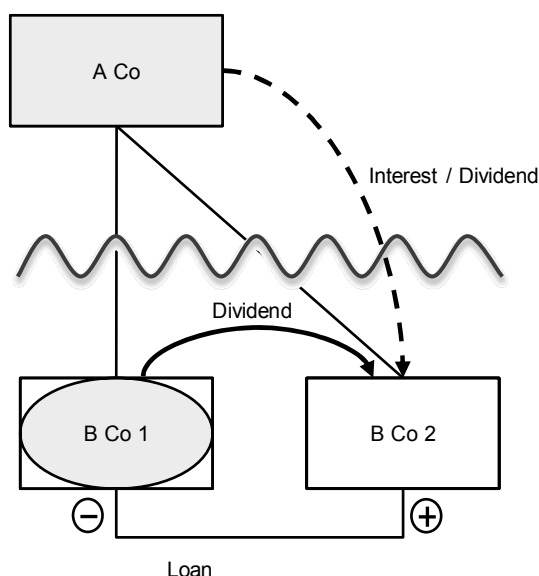 A Co
Interest / Dividend
Dividend
B Co 1
B Co 2
−
+
Loan